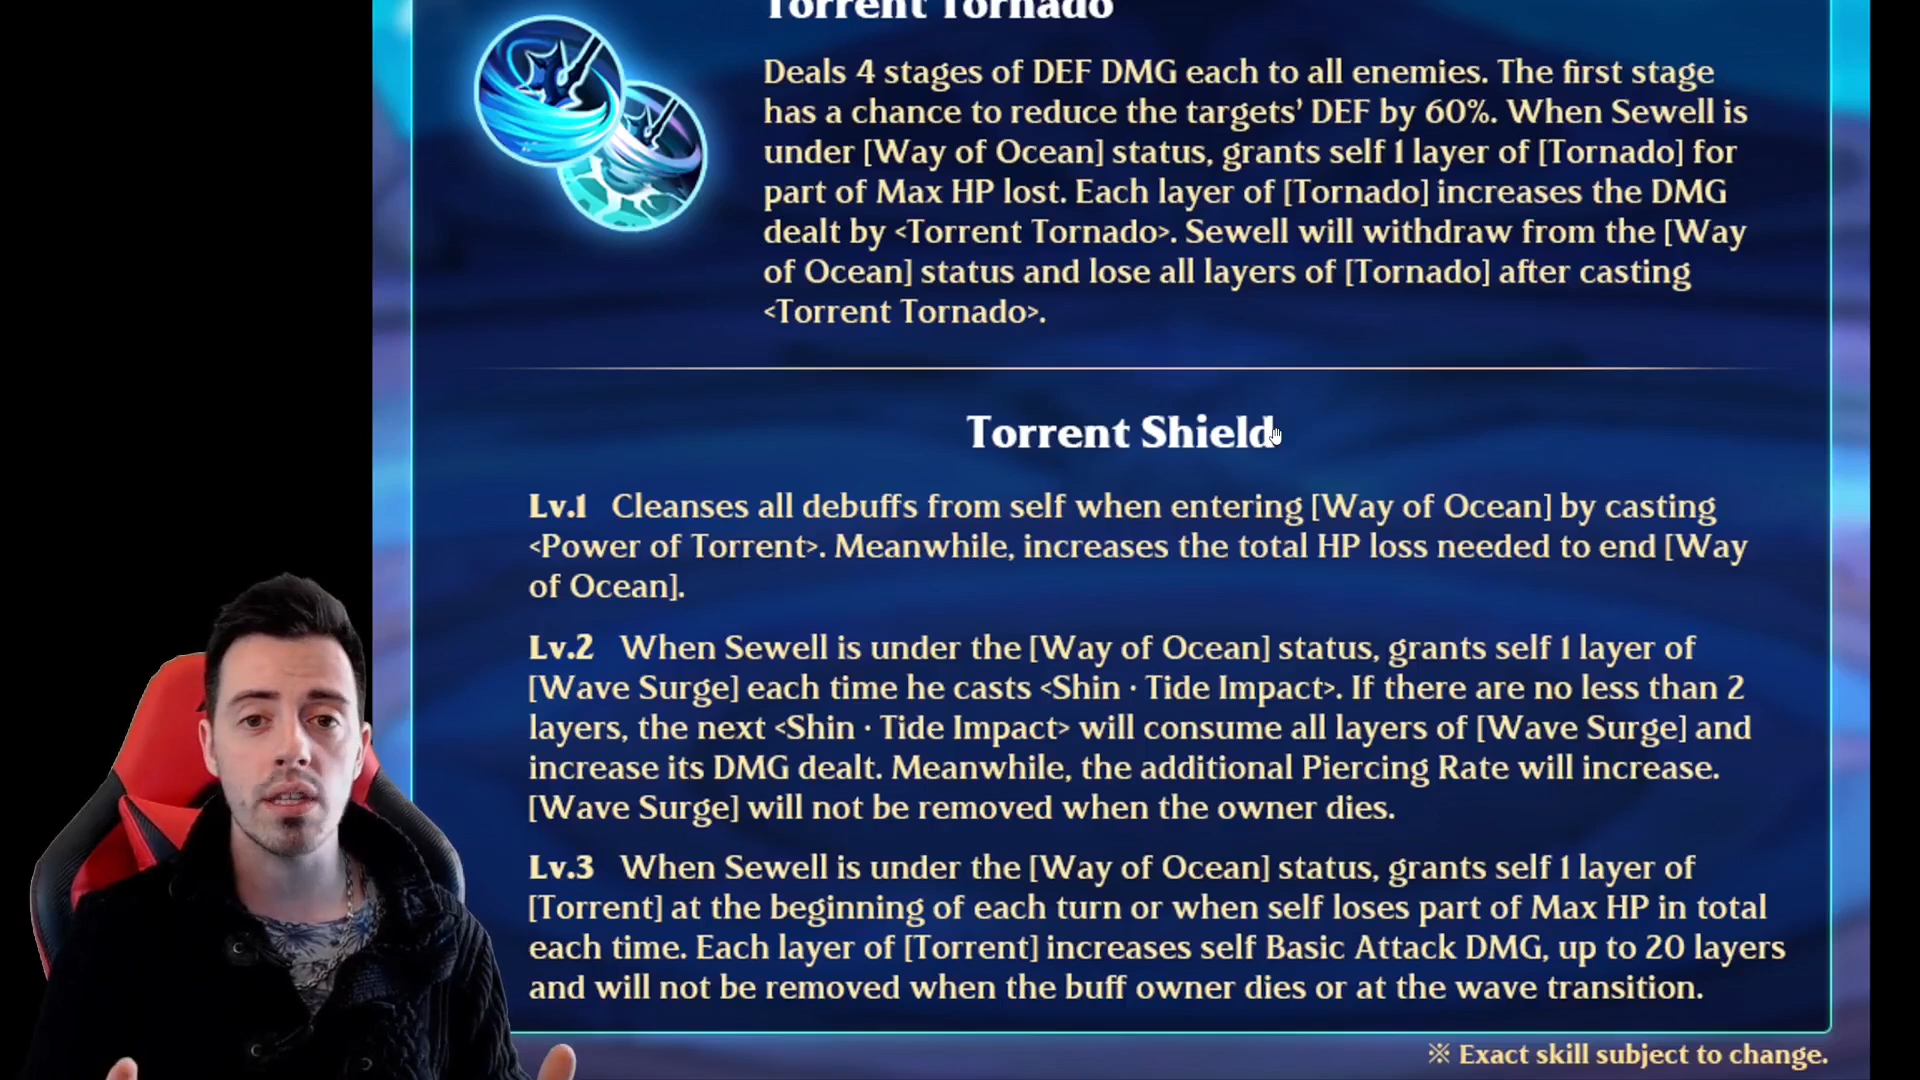 Torrent Tornado
Deals 4 stages of DEF DMG each to all enemies. The first stage
has a chance to reduce the targets' DEF by 60%. When Sewell is
under [Way of Ocean] status, grants self 1 layer of [Tornado] for
part of Max HP lost. Each layer of [Tornado] increases the DMG
dealt by <Torrent Tornado>. Sewell will withdraw from the [Way
of Ocean] status and lose all layers of [Tornado] after casting
<Torrent Tornado>.
Torrent Shield
Lv.1 Cleanses all debuffs from self when entering [Way of Ocean] by casting
<Power of Torrent>. Meanwhile, increases the total HP loss needed to end [Way
of Ocean].
Lv.2 When Sewell is under the [Way of Ocean] status, grants self 1 layer of
[Wave Surge] each time he casts <Shin · Tide Impact>. If there are no less than 2
layers, the next <Shin · Tide Impact> will consume all layers of [Wave Surge] and
increase its DMG dealt. Meanwhile, the additional Piercing Rate will increase.
[Wave Surge] will not be removed when the owner dies.
Lv.3 When Sewell is under the [Way of Ocean] status, grants self 1 layer of
[Torrent] at the beginning of each turn or when self loses part of Max HP in total
each time. Each layer of [Torrent] increases self Basic Attack DMG, up to 20 layers
and will not be removed when the buff owner dies or at the wave transition.
※ Exact skill subject to change.